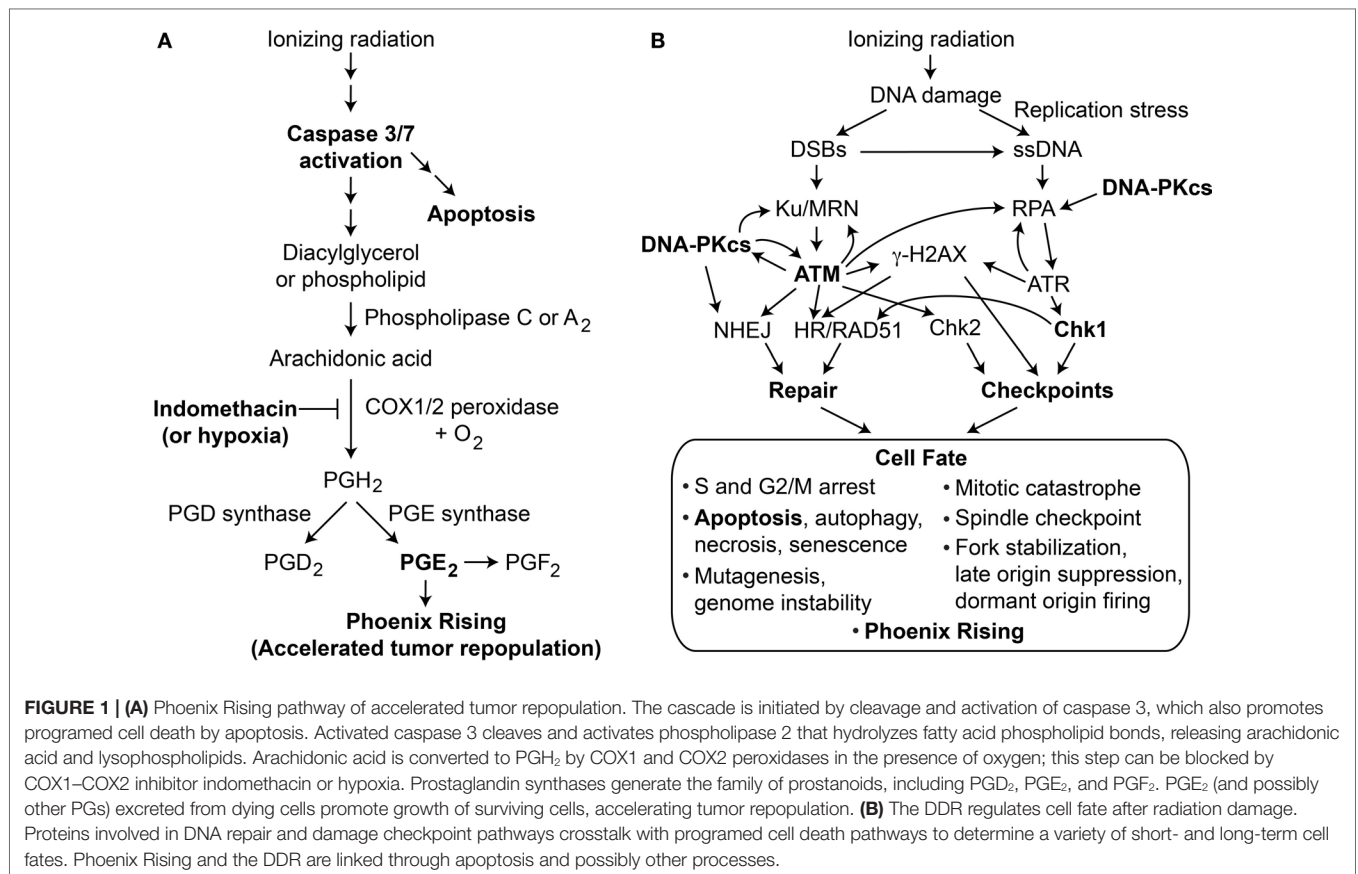 A
Ionizing radiation
Caspase 3/7
activation
Apoptosis
Diacylglycerol
or phospholipid
Phospholipase C or A2
Arachidonic acid
Indomethacin
(or hypoxia)
COX1/2 peroxidase
+ O2
PGH2
PGD synthase
PGE synthase
PGD2
PGE2
PGF2
Phoenix Rising
(Accelerated tumor repopulation)
B
Ionizing radiation
DNA damage
Replication stress
DSBs
ssDNA
DNA-PKcs
Ku/MRN
RPA
DNA-PKcs
γ-H2AX
ATM
ATR
NHEJ
HR/RAD51
Chk2
Chk1
Repair
Checkpoints
Cell Fate
• S and G2/M arrest
• Apoptosis, autophagy,
necrosis, senescence
• Mutagenesis,
genome instability
• Mitotic catastrophe
• Spindle checkpoint
• Fork stabilization,
late origin suppression,
dormant origin firing
• Phoenix Rising
FIGURE 1 | (A) Phoenix Rising pathway of accelerated tumor repopulation. The cascade is initiated by cleavage and activation of caspase 3, which also promotes
programed cell death by apoptosis. Activated caspase 3 cleaves and activates phospholipase 2 that hydrolyzes fatty acid phospholipid bonds, releasing arachidonic
acid and lysophospholipids. Arachidonic acid is converted to PGH2 by COX1 and COX2 peroxidases in the presence of oxygen; this step can be blocked by
COX1–COX2 inhibitor indomethacin or hypoxia. Prostaglandin synthases generate the family of prostanoids, including PGD2, PGE2, and PGF2. PGE2 (and possibly
other PGs) excreted from dying cells promote growth of surviving cells, accelerating tumor repopulation. (B) The DDR regulates cell fate after radiation damage.
Proteins involved in DNA repair and damage checkpoint pathways crosstalk with programed cell death pathways to determine a variety of short- and long-term cell
fates. Phoenix Rising and the DDR are linked through apoptosis and possibly other processes.